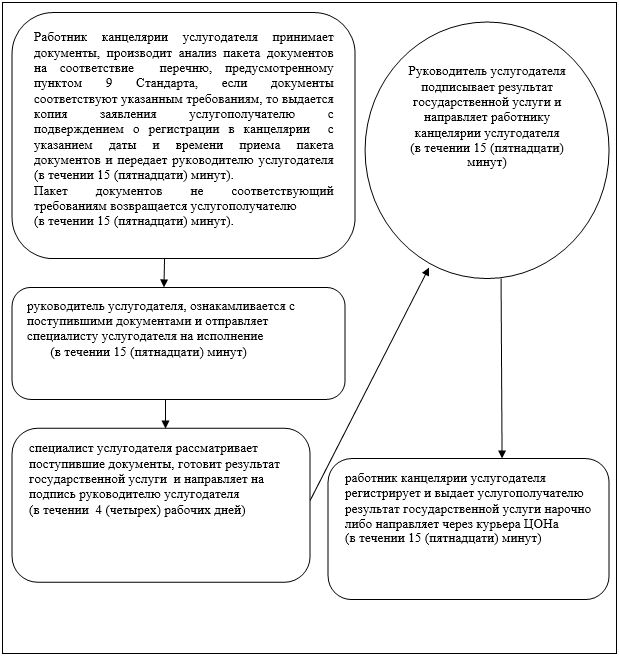 Работник канцелярии услугодателя принимает
документы, производит анализ пакета документов
на соответствие перечню, предусмотренному
пунктом 9 Стандарта, если документы
соответствуют указанным требованиям, то выдается
копия заявления услугополучателю с
подверждением о регистрации в канцелярии с
указанием даты и времени приема пакета
документов и передает руководителю услугодателя
(в течении 15 (пятнадцати) минут).
Пакет документов не соответствующий
требованиям возвращается услугополучателю
(в течении 15 (пятнадцати) минут).
руководитель услугодателя, ознакамливается с
поступившими документами и отправляет
специалисту услугодателя на исполнение
(в течении 15 (пятнадцати) минут)
специалист услугодателя рассматривает
поступившие документы, готовит результат
государственной услуги и направляет на
подпись руководителю услугодателя
(в течении 4 (четырех) рабочих дней)
Руководитель услугодателя
подписывает результат
государственной услуги и
направляет работнику
канцелярии услугодателя
(в течении 15 (пятнадцати)
минут)
работник канцелярии услугодателя
регистрирует и выдает услугополучателю
результат государственной услуги нарочно
либо направляет через курьера ЦОНа
(в течении 15 (пятнадцати) минут)